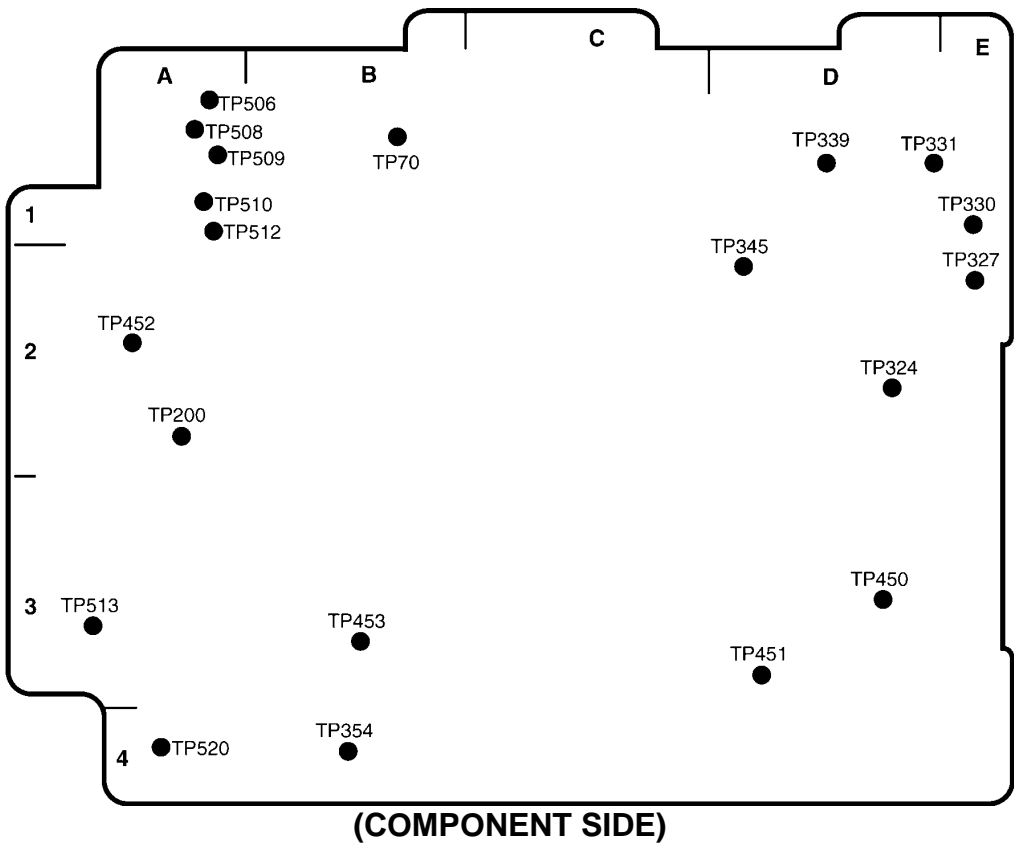 C
E
A
B
D
TP506
TP508
TP509
TP70
TP339
TP331
TP510
TP512
1
TP330
TP345
TP327
TP452
2
TP324
TP200
TP450
3
TP513
TP453
TP451
TP354
TP520
4
(COMPONENT SIDE)